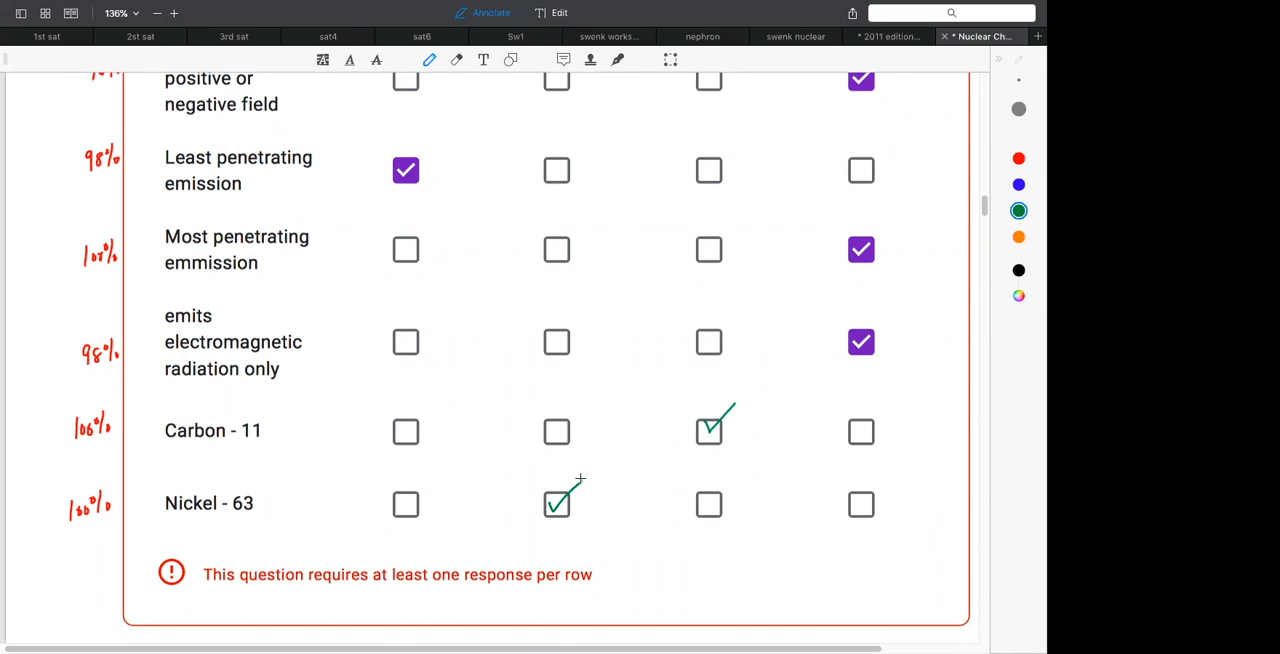 136%
Annotate
Edit
1st sat
2st sat
3rd sat
sat4
sat6
Sw1
swenk works...
nephron
swenk nuclear
* 2011 edition...
* Nuclear Ch...
positive or
negative field
98%
Least penetrating
emission
100%
Most penetrating
emmission
98%
emits
electromagnetic
radiation only
100%
Carbon - 11
100%
Nickel - 63
This question requires at least one response per row